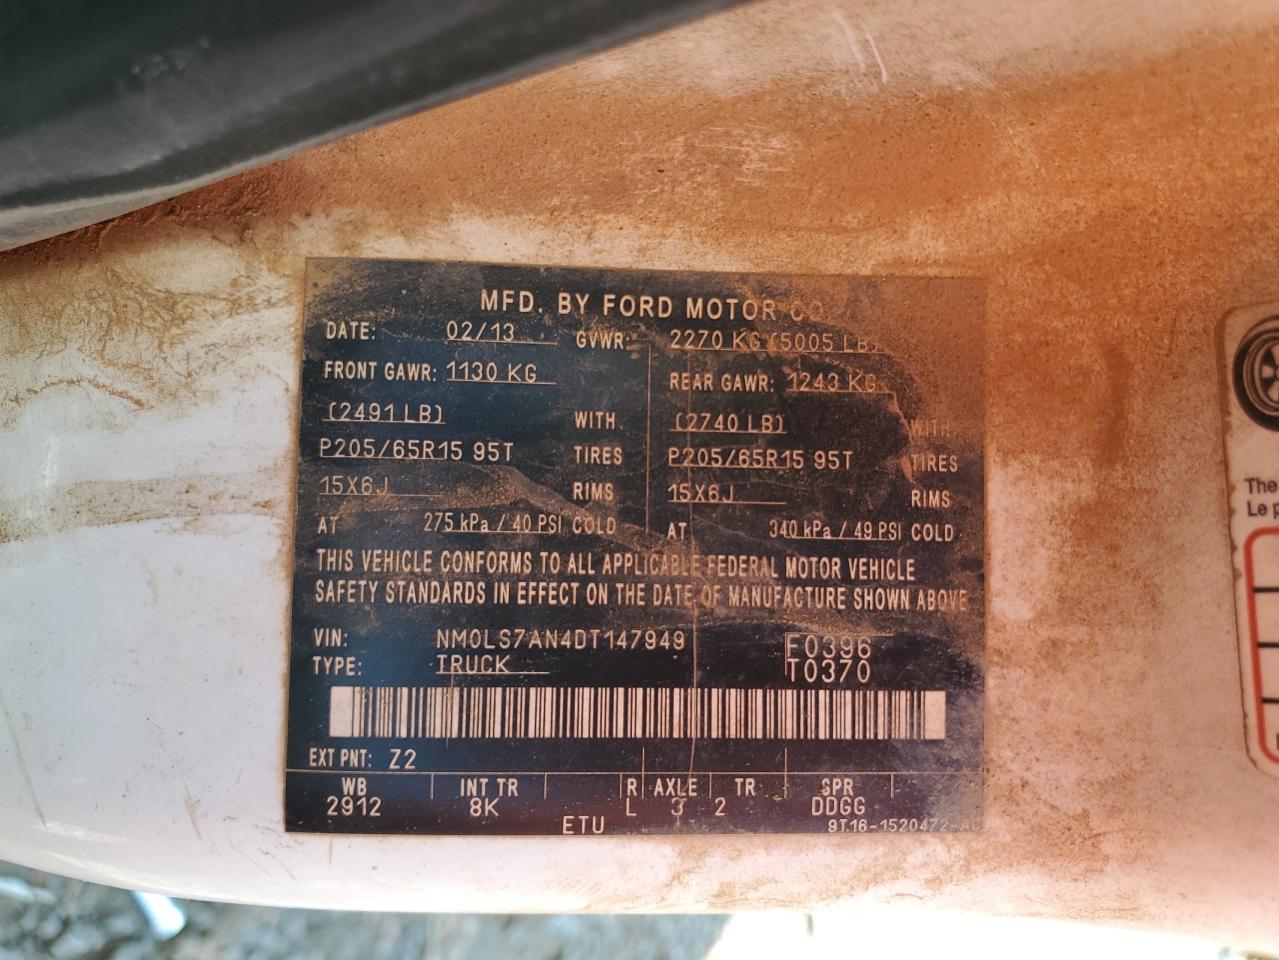 MFD. BY FORD MOTOR CO
DATE: 02/13 GVWR: 2270 KG (5005 LB)
FRONT GAWR: 1130 KG REAR GAWR: 1243 KG
(2491 LB) WITH (2740 LB) WITH
P205/65R15 95T TIRES P205/65R15 95T TIRES
15X6J RIMS 15X6J RIMS
AT 275 kPa / 40 PSI COLD AT 340 kPa / 49 PSI COLD
THIS VEHICLE CONFORMS TO ALL APPLICABLE FEDERAL MOTOR VEHICLE
SAFETY STANDARDS IN EFFECT ON THE DATE OF MANUFACTURE SHOWN ABOVE
VIN: NM0LS7AN4DT147949 F0396
TYPE: TRUCK T0370
EXT PNT: Z2
WB INT TR R AXLE TR SPR
2912 8K L 3 2 DDGG
ETU 9T16-1520472-A
The
Le